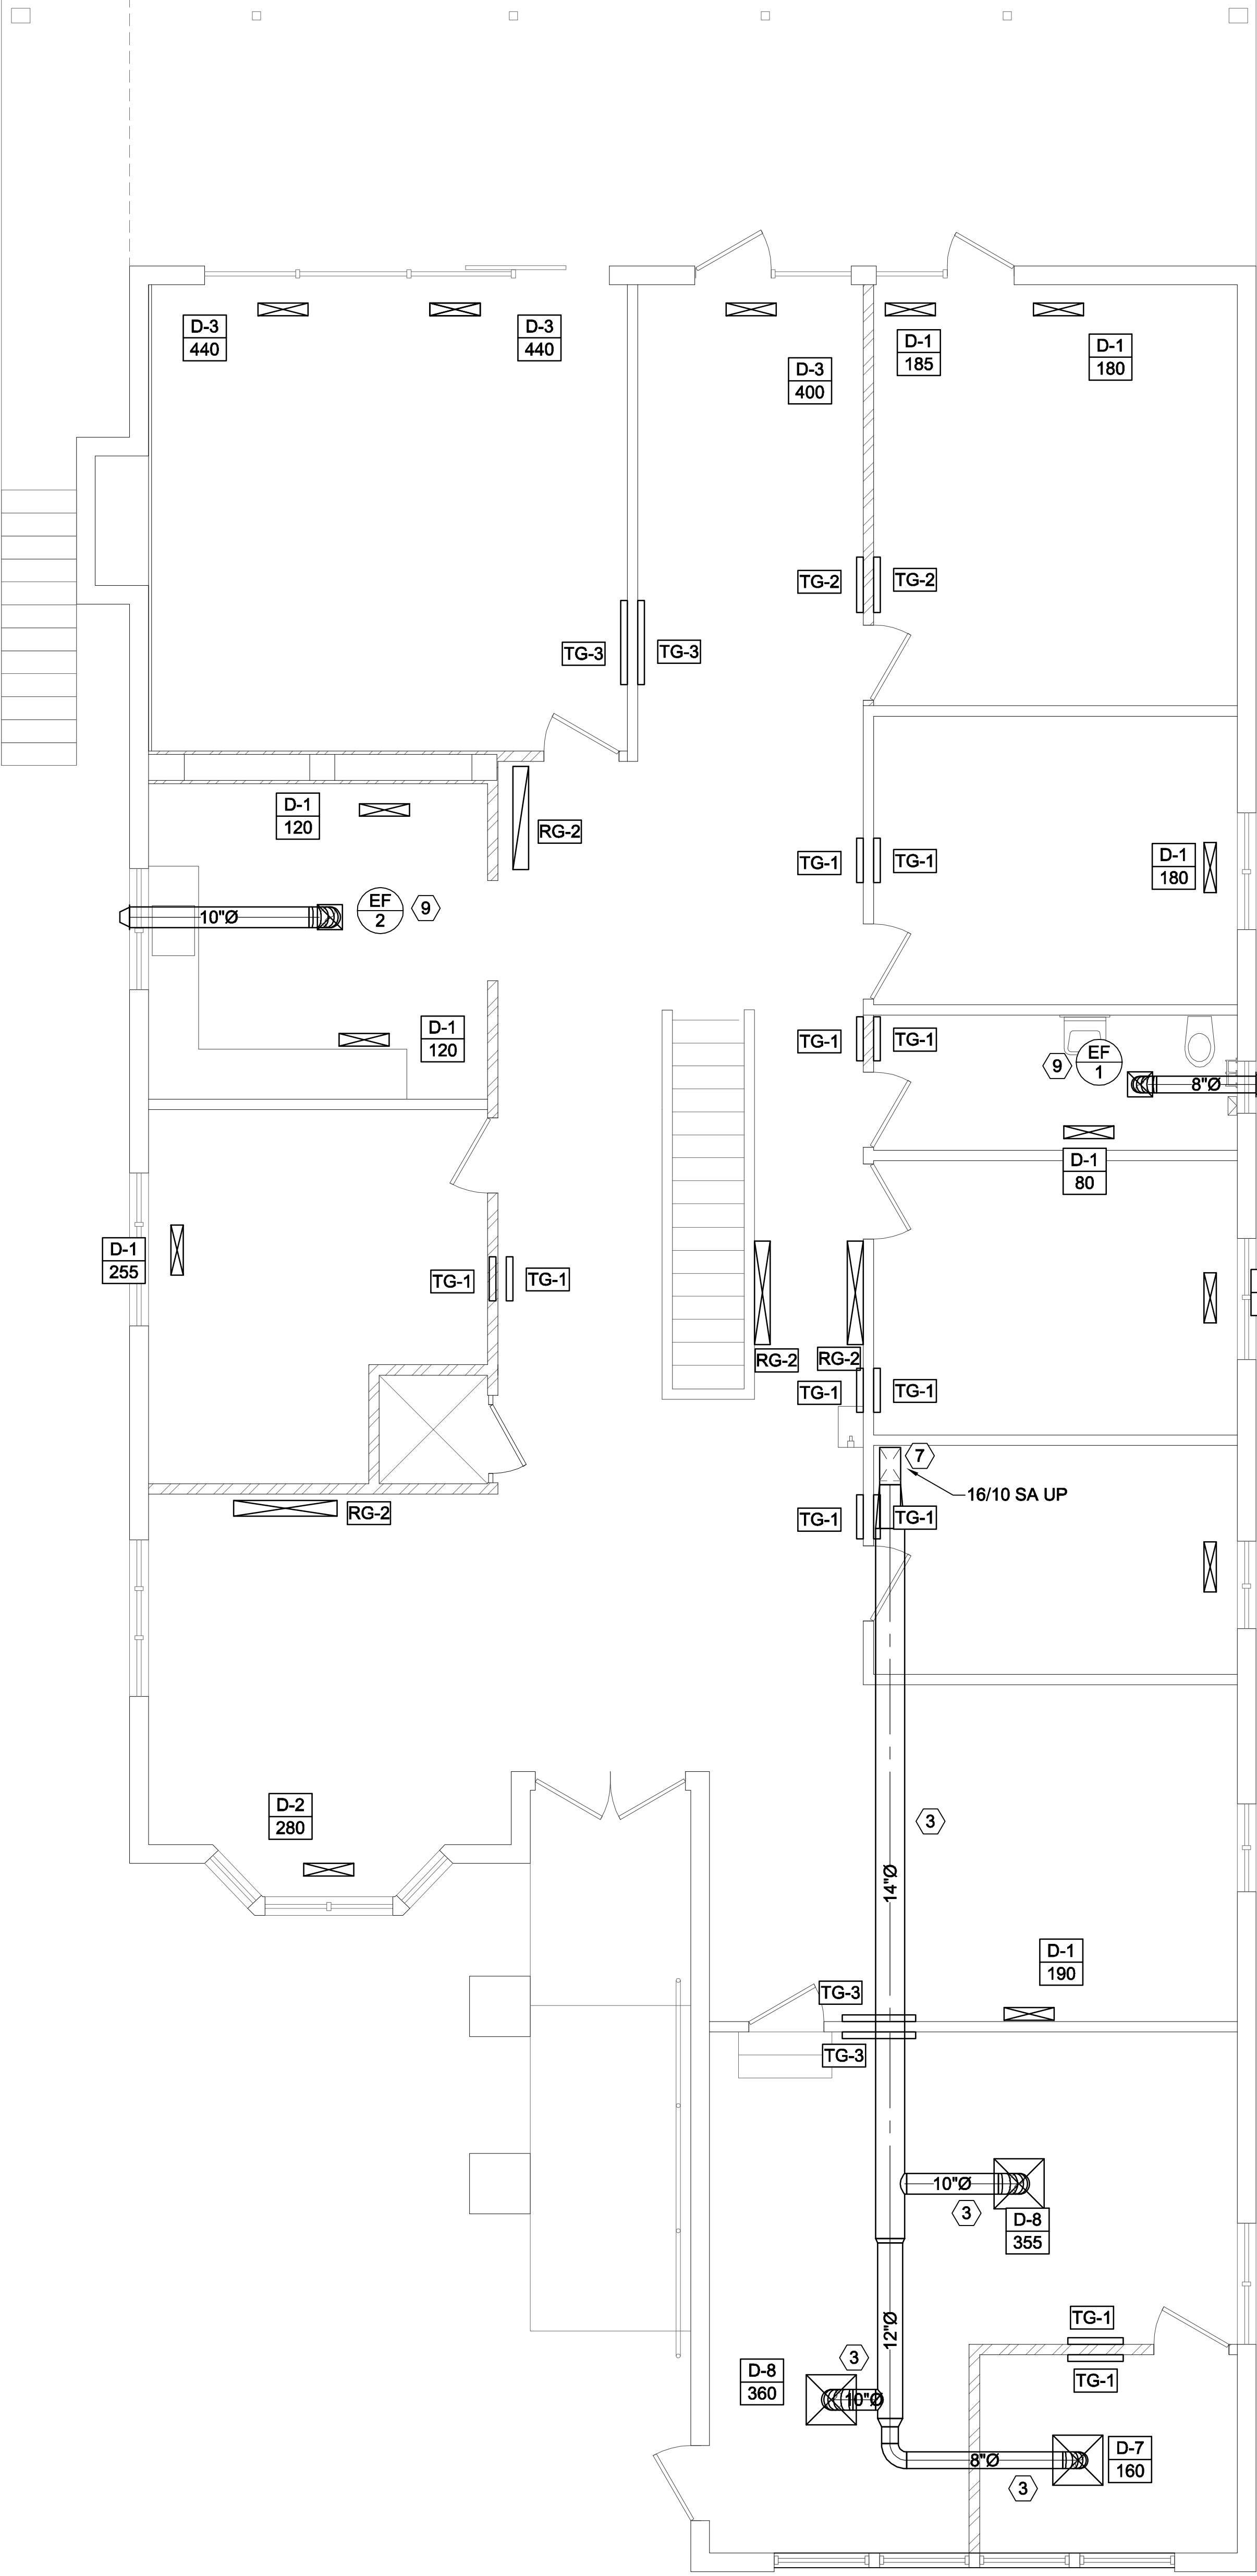 D-3
440
D-3
440
D-3
400
D-1
185
D-1
180
TG-2
TG-2
TG-3
TG-3
D-1
120
RG-2
TG-1
TG-1
D-1
180
10"Ø
EF
2
9
D-1
120
TG-1
TG-1
9
EF
1
8"Ø
D-1
80
D-1
255
TG-1
TG-1
RG-2
RG-2
TG-1
TG-1
7
16/10 SA UP
RG-2
TG-1
TG-1
D-2
280
3
14"Ø
D-1
190
TG-3
TG-3
10"Ø
3
D-8
355
12"Ø
TG-1
TG-1
3
D-8
360
10"Ø
8"Ø
3
D-7
160